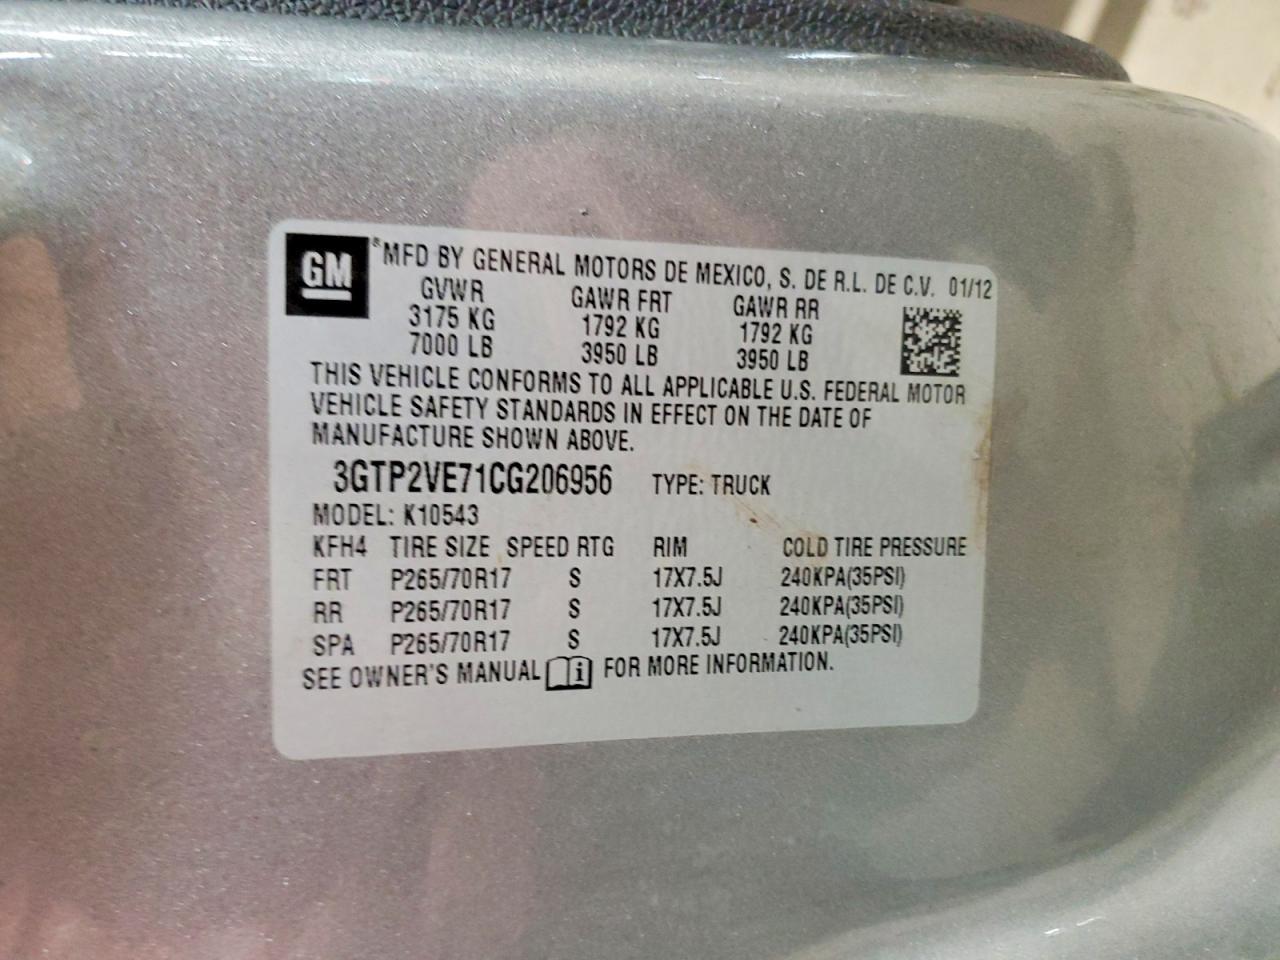 GM ®MFD BY GENERAL MOTORS DE MEXICO, S. DE R.L. DE C.V. 01/12
GVWR GAWR FRT GAWR RR
3175 KG 1792 KG 1792 KG
7000 LB 3950 LB 3950 LB
THIS VEHICLE CONFORMS TO ALL APPLICABLE U.S. FEDERAL MOTOR
VEHICLE SAFETY STANDARDS IN EFFECT ON THE DATE OF
MANUFACTURE SHOWN ABOVE.
3GTP2VE71CG206956 TYPE: TRUCK
MODEL: K10543
KFH4 TIRE SIZE SPEED RTG RIM COLD TIRE PRESSURE
FRT P265/70R17 S 17X7.5J 240KPA(35PSI)
RR P265/70R17 S 17X7.5J 240KPA(35PSI)
SPA P265/70R17 S 17X7.5J 240KPA(35PSI)
SEE OWNER'S MANUAL i FOR MORE INFORMATION.